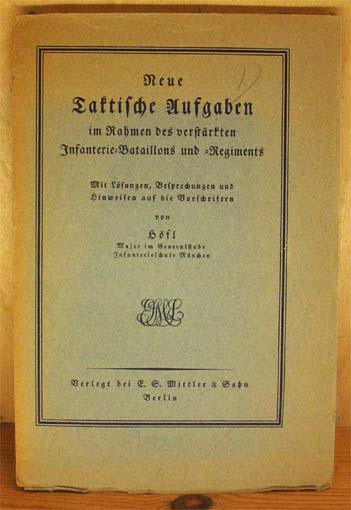 Neue
Taktische Aufgaben
im Rahmen des verstärkten
Infanterie-Bataillons und -Regiments
Mit Lösungen, Besprechungen und
Hinweisen auf die Vorschriften
von
Höfl
Major im Generalstabe
Infanterieschule München
Verlegt bei E. S. Mittler & Sohn
Berlin